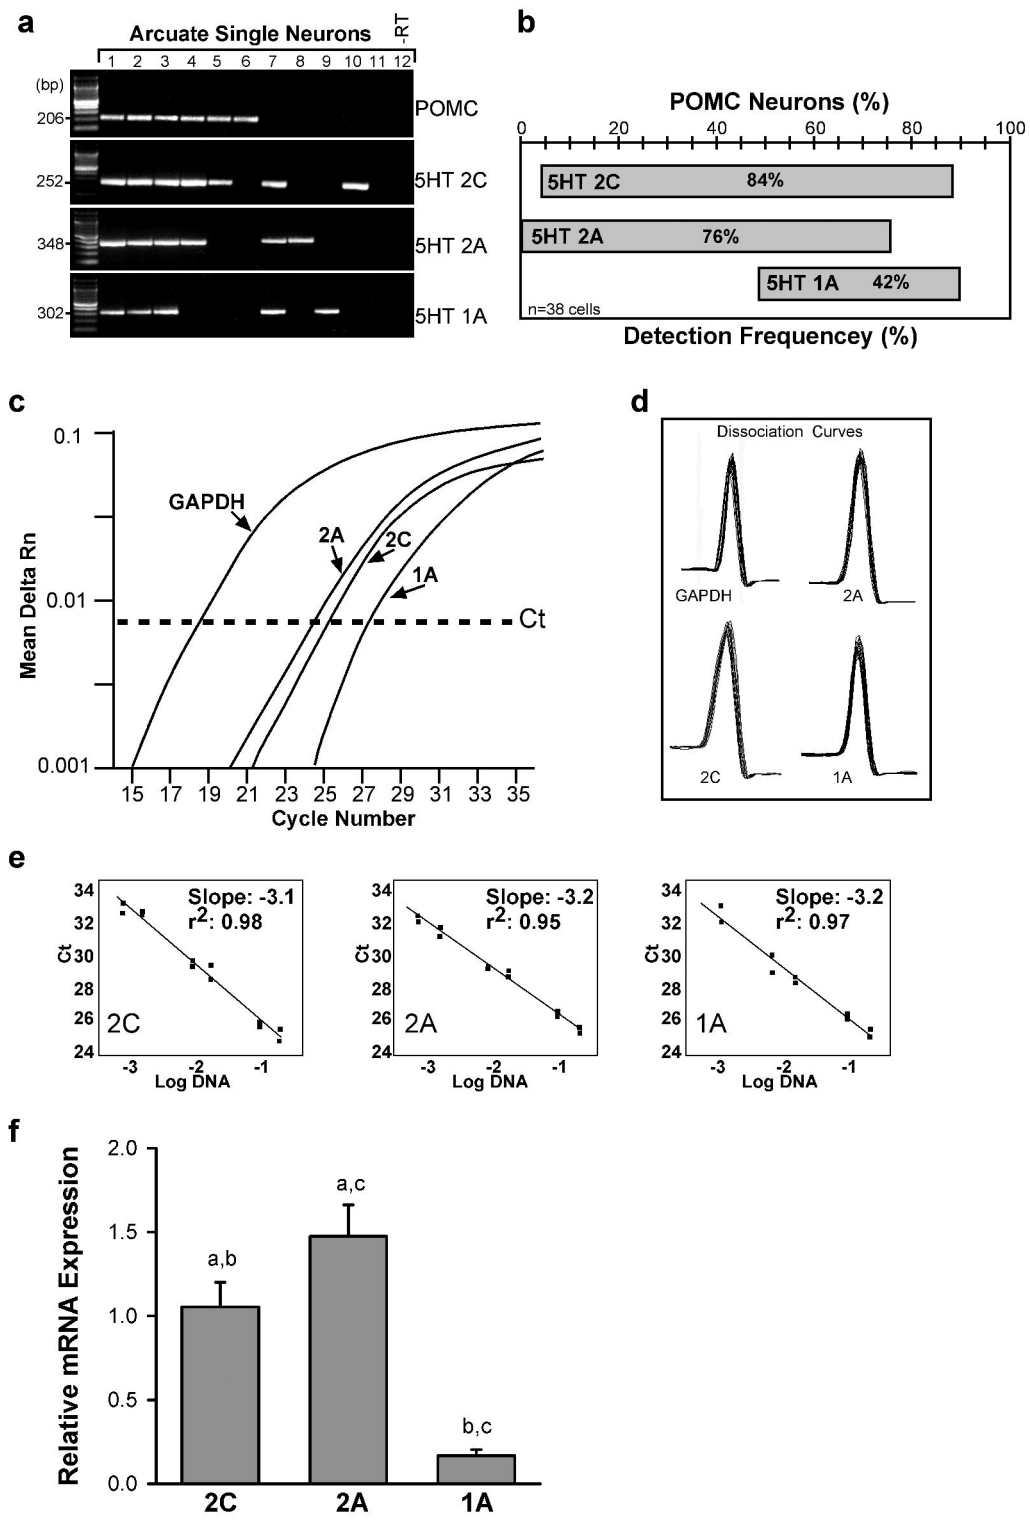 a
Arcuate Single Neurons
-RT
1 2 3 4 5 6 7 8 9 10 11 12
(bp)
206
POMC
252
5HT 2C
348
5HT 2A
302
5HT 1A
b
POMC Neurons (%)
0 20 40 60 80 100
5HT 2C 84%
5HT 2A 76%
5HT 1A 42%
n=38 cells
Detection Frequencey (%)
c
Mean Delta Rn
0.1
0.01
0.001
GAPDH
2A
2C
1A
Ct
15 17 19 21 23 25 27 29 31 33 35
Cycle Number
d
Dissociation Curves
GAPDH
2A
2C
1A
e
Ct
34
32
30
28
26
24
Slope: -3.1
r2: 0.98
2C
-3 -2 -1
Log DNA
Ct
34
32
30
28
26
24
Slope: -3.2
r2: 0.95
2A
-3 -2 -1
Log DNA
Ct
34
32
30
28
26
24
Slope: -3.2
r2: 0.97
1A
-3 -2 -1
Log DNA
f
Relative mRNA Expression
2.0
1.5
1.0
0.5
0.0
a,b
a,c
b,c
2C 2A 1A